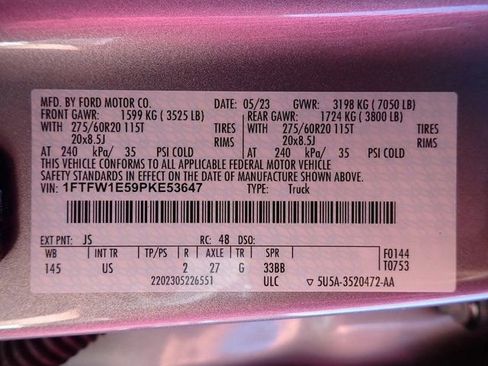 MFD. BY FORD MOTOR CO. 05/23 GVWR: 3198 KG ( 7050 LB)
FRONT GAWR: 1599 KG ( 3525 LB) REAR GAWR: 1724 KG ( 3800 LB)
WITH 275/60R20 115T TIRES WITH 275/60R20 115T TIRES
20x8.5J RIMS 20x8.5J RIMS
AT 240 kPa/ 35 PSI COLD AT 240 kPa/ 35 PSI COLD
THIS VEHICLE CONFORMS TO ALL APPLICABLE FEDERAL MOTOR VEHICLE
SAFETY STANDARDS IN EFFECT ON THE DATE OF MANUFACTURE SHOWN ABOVE.
VIN: 1FTFW1E59PKE53647 TYPE: Truck
EXT PNT: JS RC: 48 DSO:
WB INT TR TP/PS R AXLE TR SPR F0144
145 US 2 27 G 33BB T0753
2202305226551 ULC ▽ 5U5A-3520472-AA